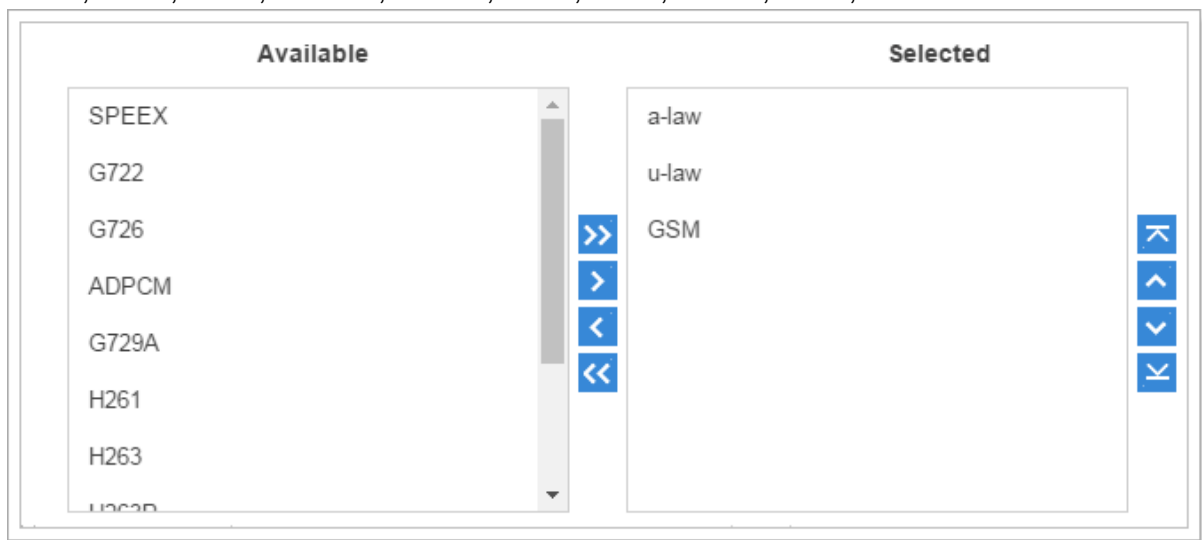 Available
Selected
SPEEX
G722
G726
ADPCM
G729A
H261
H263
a-law
u-law
GSM